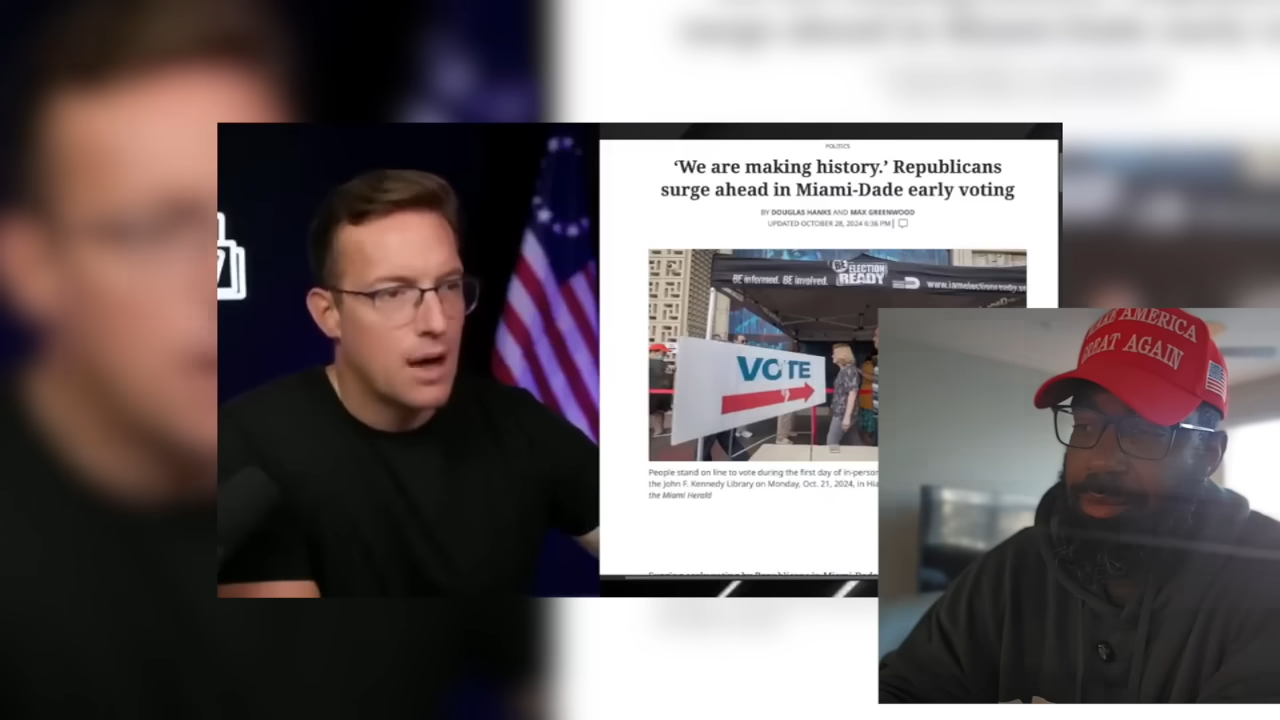 POLITICS
‘We are making history.’ Republicans
surge ahead in Miami-Dade early voting
BY DOUGLAS HANKS AND MAX GREENWOOD
UPDATED OCTOBER 28, 2024 6:36 PM
BE informed. BE involved.
BE ELECTION
READY
VOTE
People stand on line to vote during the first day of in-person
the John F. Kennedy Library on Monday, Oct. 21, 2024, in
the Miami Herald
MAKE AMERICA
GREAT AGAIN